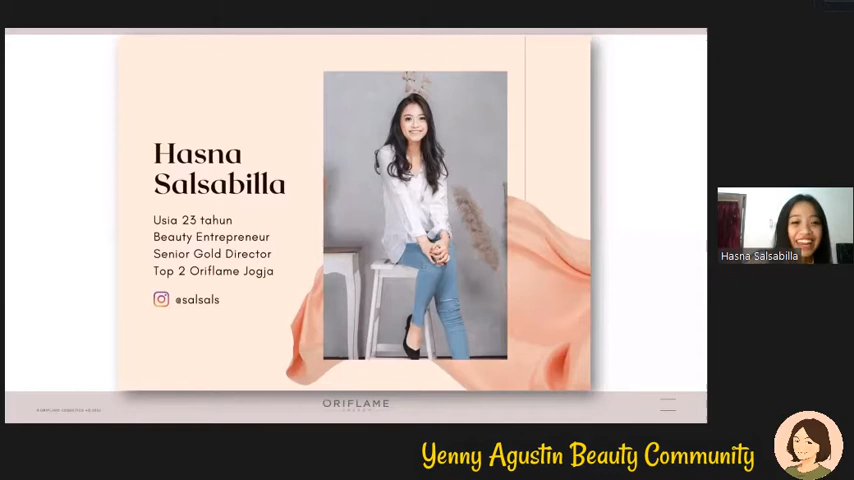 Hasna
Salsabilla
Usia 23 tahun
Beauty Entrepreneur
Senior Gold Director
Top 2 Oriflame Jogja
@salsals
Hasna Salsabilla
ORIFLAME
SWEDEN
Yenny Agustin Beauty Community